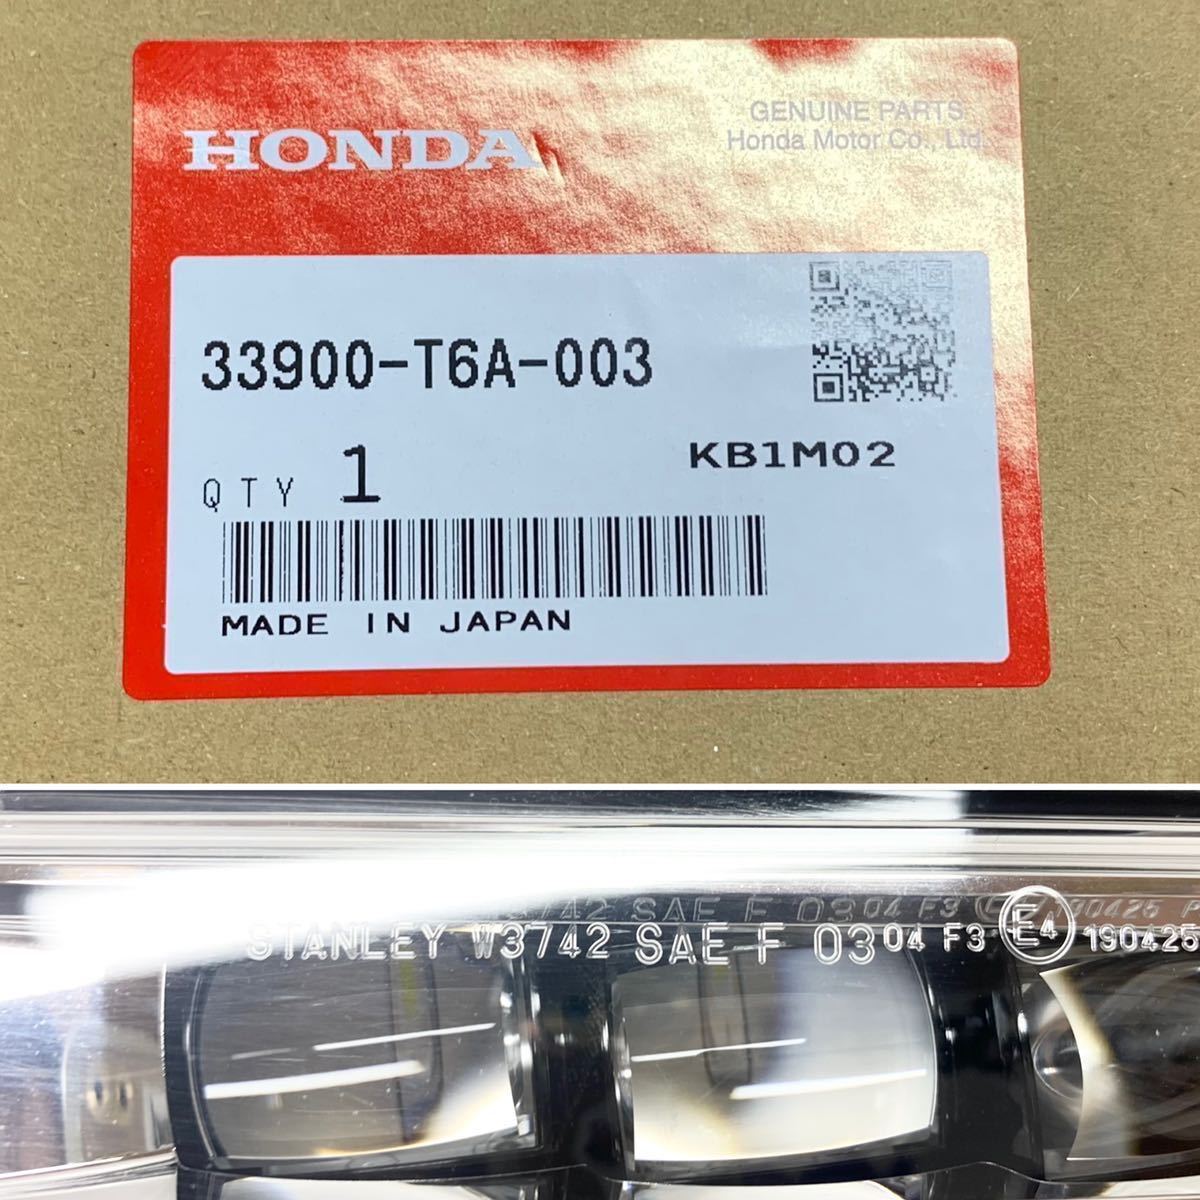 HONDA
GENUINE PARTS
Honda Motor Co., Ltd.
33900-T6A-003
QTY 1
KB1M02
MADE IN JAPAN
STANLEY W3742 SAE F 03 04 F3 E4 190425